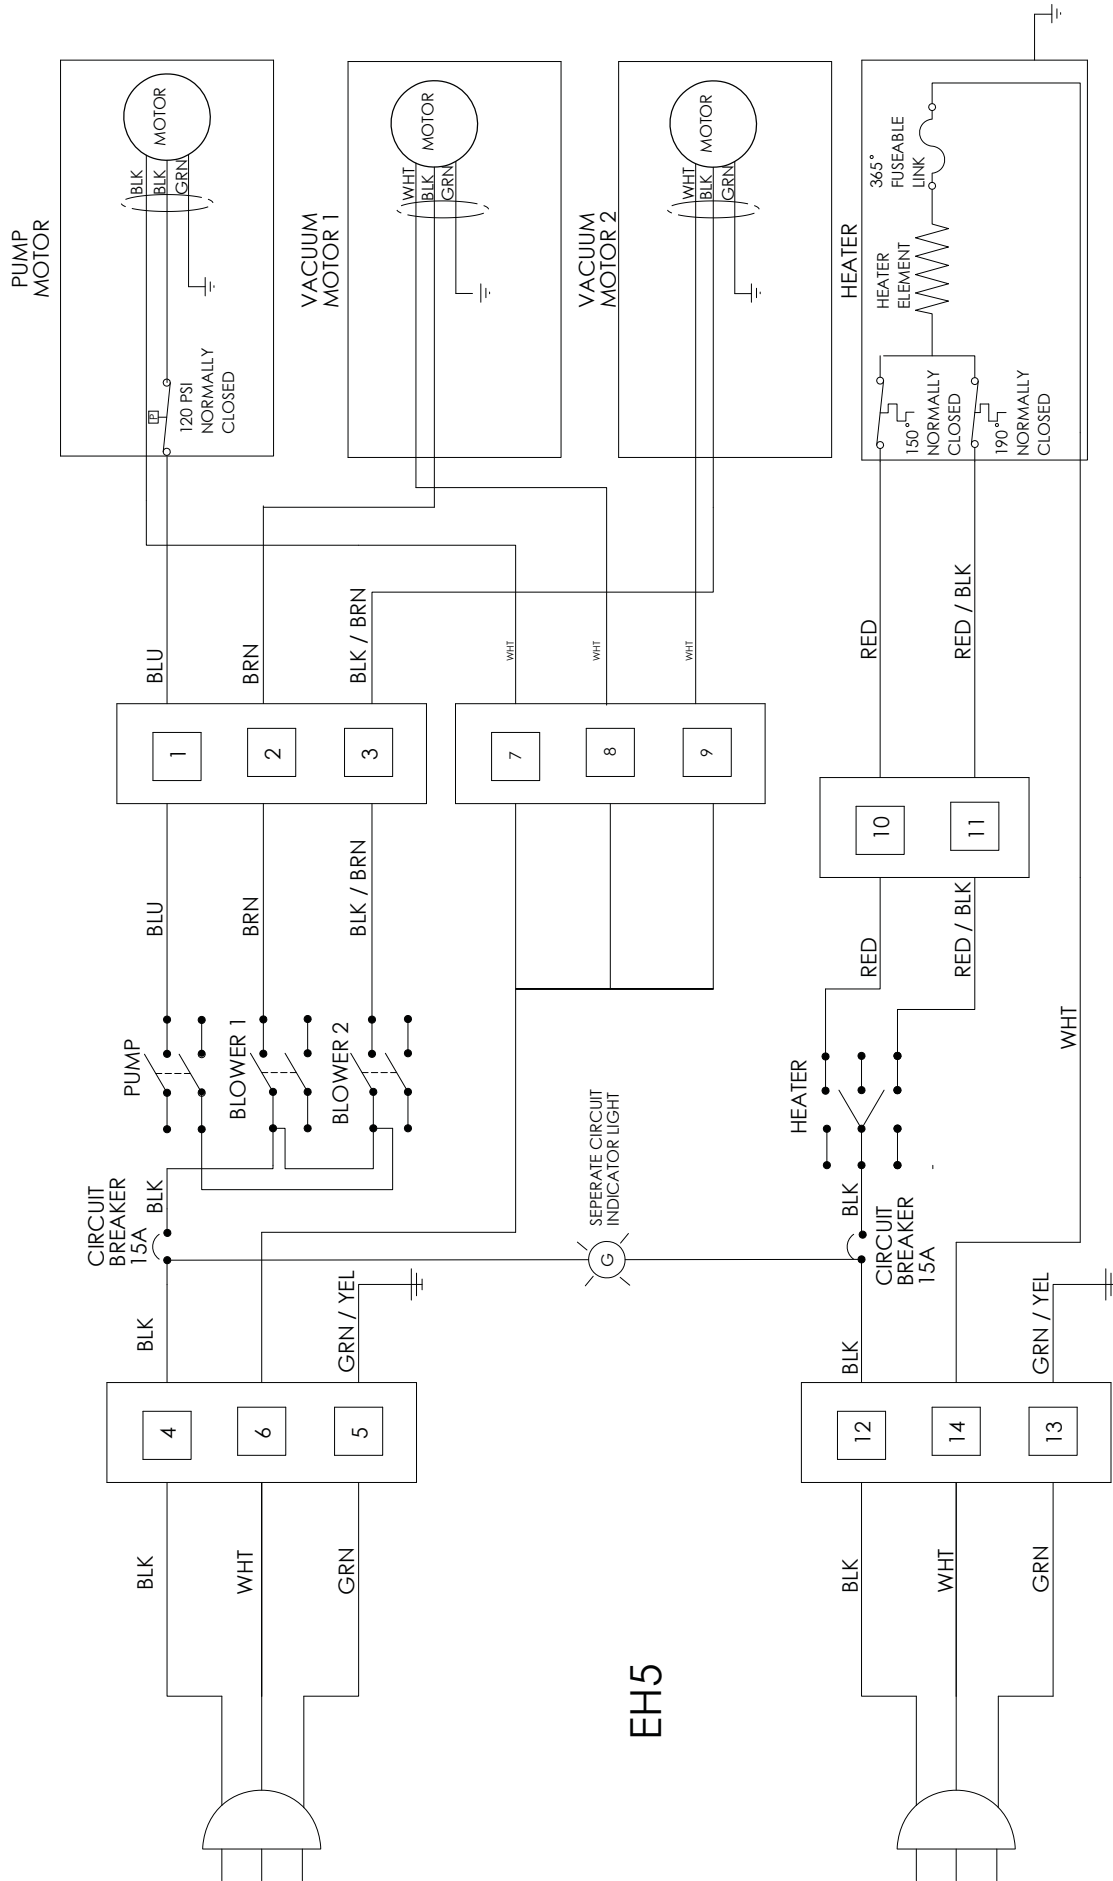 PUMP
MOTOR
MOTOR
BLK
BLK
GRN
P
120 PSI
NORMALLY
CLOSED
VACUUM
MOTOR 1
MOTOR
WHT
BLK
GRN
VACUUM
MOTOR 2
MOTOR
WHT
BLK
GRN
HEATER
365°
FUSEABLE
LINK
HEATER
ELEMENT
150°
NORMALLY
CLOSED
190°
NORMALLY
CLOSED
BLU
BRN
BLK / BRN
WHT
WHT
WHT
RED
RED / BLK
1
2
3
7
8
9
10
11
BLU
BRN
BLK / BRN
RED
RED / BLK
WHT
PUMP
BLOWER 1
BLOWER 2
HEATER
CIRCUIT
BREAKER
15A
BLK
SEPERATE CIRCUIT
INDICATOR LIGHT
G
BLK
CIRCUIT
BREAKER
15A
BLK
GRN / YEL
BLK
GRN / YEL
4
6
5
12
14
13
BLK
WHT
GRN
BLK
WHT
GRN
EH5